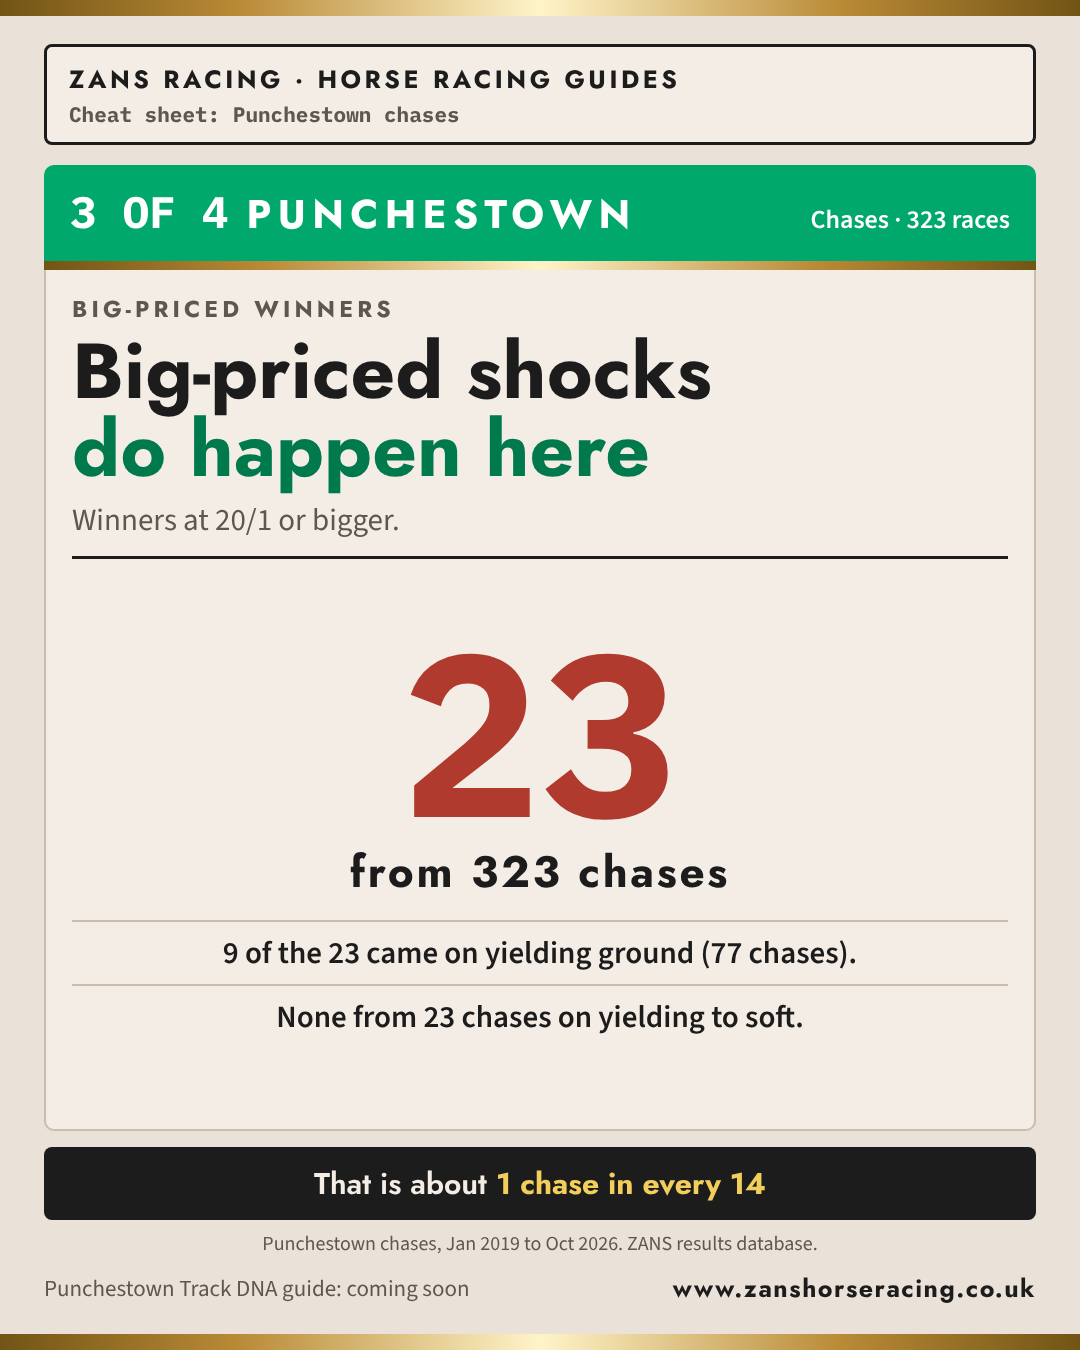 ZANS RACING · HORSE RACING GUIDES
Cheat sheet: Punchestown chases
3 OF 4 PUNCHESTOWN
Chases · 323 races
BIG-PRICED WINNERS
Big-priced shocks
do happen here
Winners at 20/1 or bigger.
23
from 323 chases
9 of the 23 came on yielding ground (77 chases).
None from 23 chases on yielding to soft.
That is about 1 chase in every 14
Punchestown chases, Jan 2019 to Oct 2026. ZANS results database.
Punchestown Track DNA guide: coming soon
www.zanshorseracing.co.uk